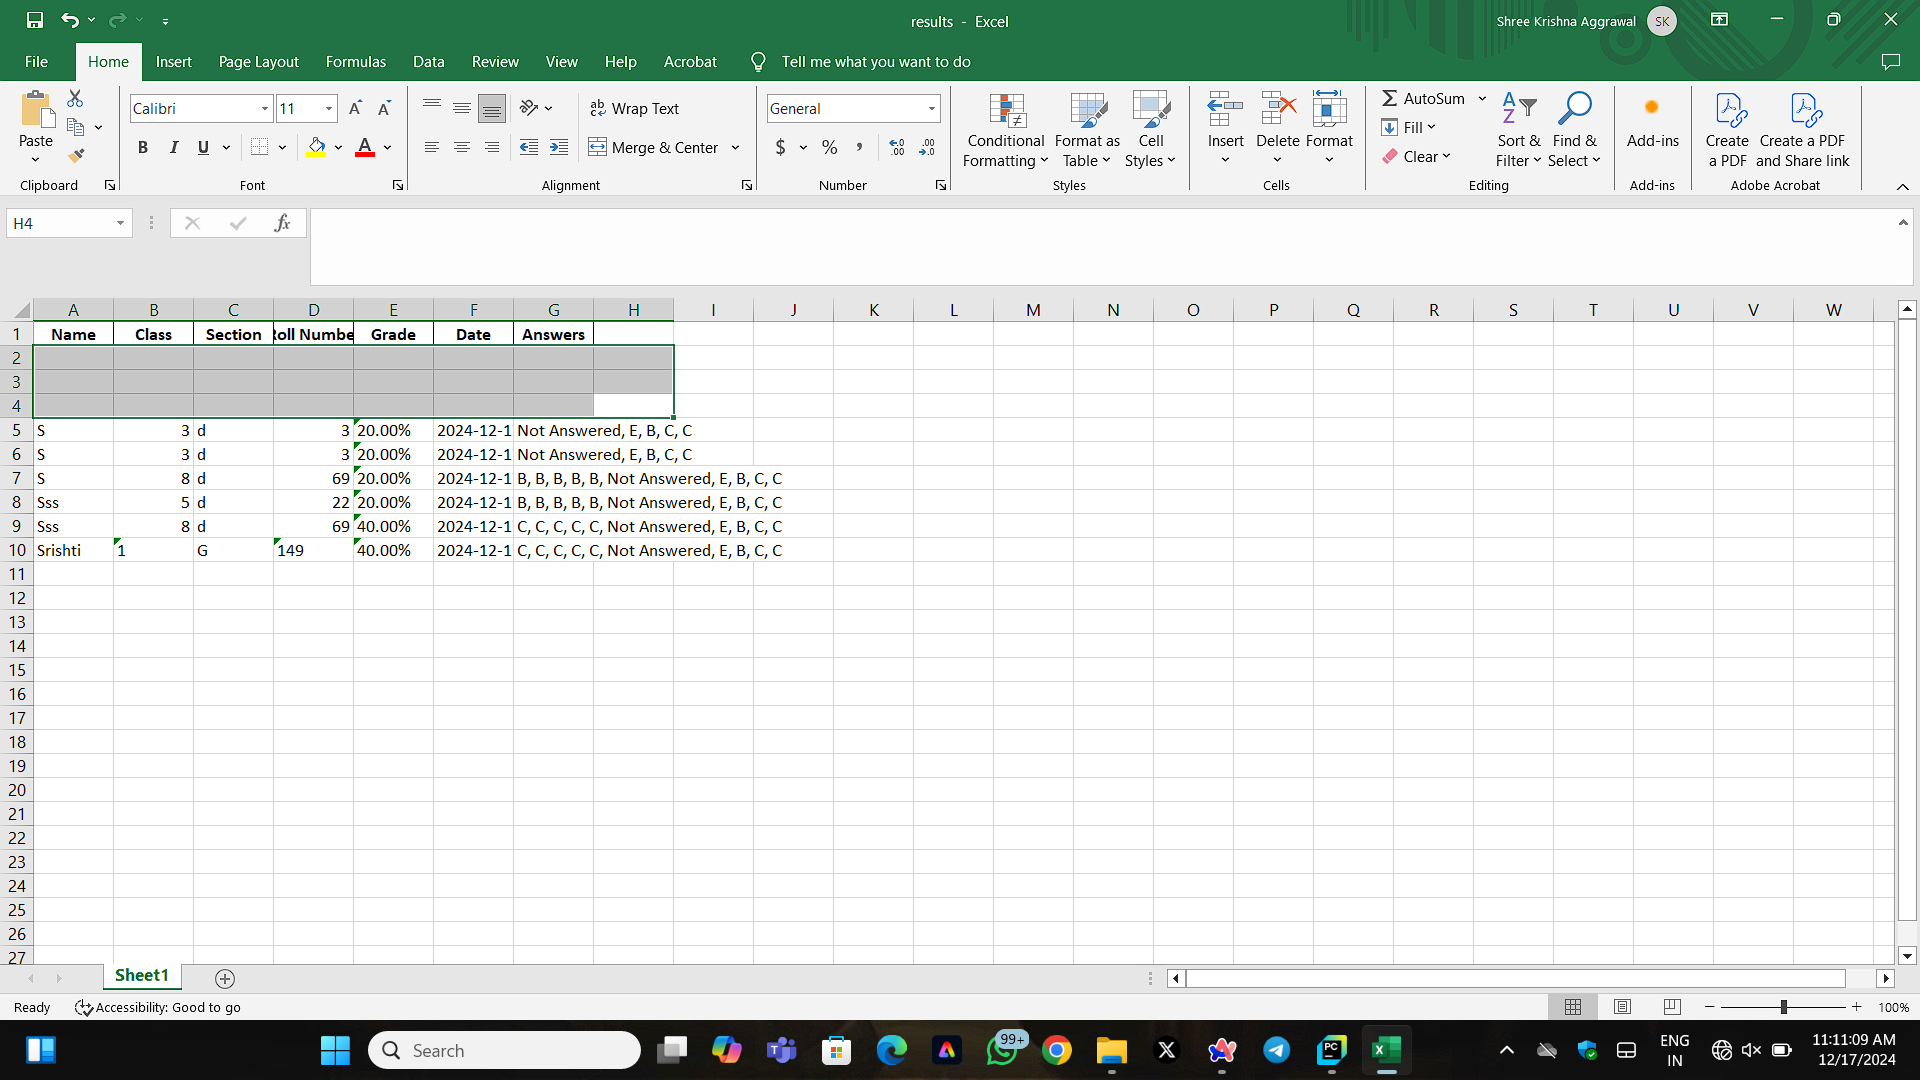 results - Excel
Shree Krishna Aggrawal SK
File Home Insert Page Layout Formulas Data Review View Help Acrobat Tell me what you want to do
Paste
Clipboard
Calibri 11
B I U A
Font
ab Wrap Text
Merge & Center
Alignment
General
$ % ,
Number
Conditional Formatting
Format as Table
Cell Styles
Styles
Insert Delete Format
Cells
AutoSum
Fill
Clear
Sort & Filter
Find & Select
Editing
Add-ins
Add-ins
Create a PDF
Create a PDF and Share link
Adobe Acrobat
H4 fx
A B C D E F G H I J K L M N O P Q R S T U V W
1 Name Class Section Roll Numbe Grade Date Answers
2
3
4
5 S 3 d 3 20.00% 2024-12-1 Not Answered, E, B, C, C
6 S 3 d 3 20.00% 2024-12-1 Not Answered, E, B, C, C
7 S 8 d 69 20.00% 2024-12-1 B, B, B, B, B, Not Answered, E, B, C, C
8 Sss 5 d 22 20.00% 2024-12-1 B, B, B, B, B, Not Answered, E, B, C, C
9 Sss 8 d 69 40.00% 2024-12-1 C, C, C, C, C, Not Answered, E, B, C, C
10 Srishti 1 G 149 40.00% 2024-12-1 C, C, C, C, C, Not Answered, E, B, C, C
11
12
13
14
15
16
17
18
19
20
21
22
23
24
25
26
27
Sheet1
Ready Accessibility: Good to go 100%
Search 99+ PC ENG IN 11:11:09 AM
12/17/2024